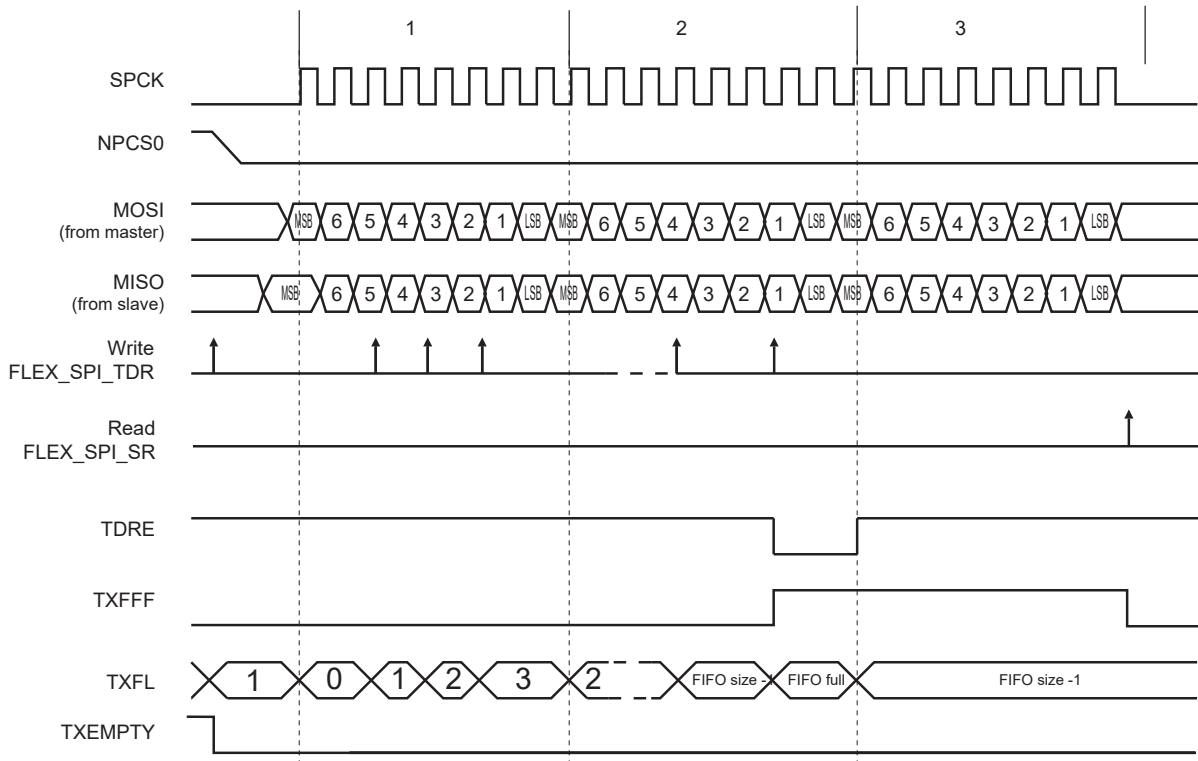 1 2 3
SPCK
NPCS0
MOSI
(from master)
MSB 6 5 4 3 2 1 LSB MSB 6 5 4 3 2 1 LSB MSB 6 5 4 3 2 1 LSB
MISO
(from slave)
MSB 6 5 4 3 2 1 LSB MSB 6 5 4 3 2 1 LSB MSB 6 5 4 3 2 1 LSB
Write
FLEX_SPI_TDR
Read
FLEX_SPI_SR
TDRE
TXFFF
TXFL 1 0 1 2 3 2 FIFO size -1 FIFO full FIFO size -1
TXEMPTY